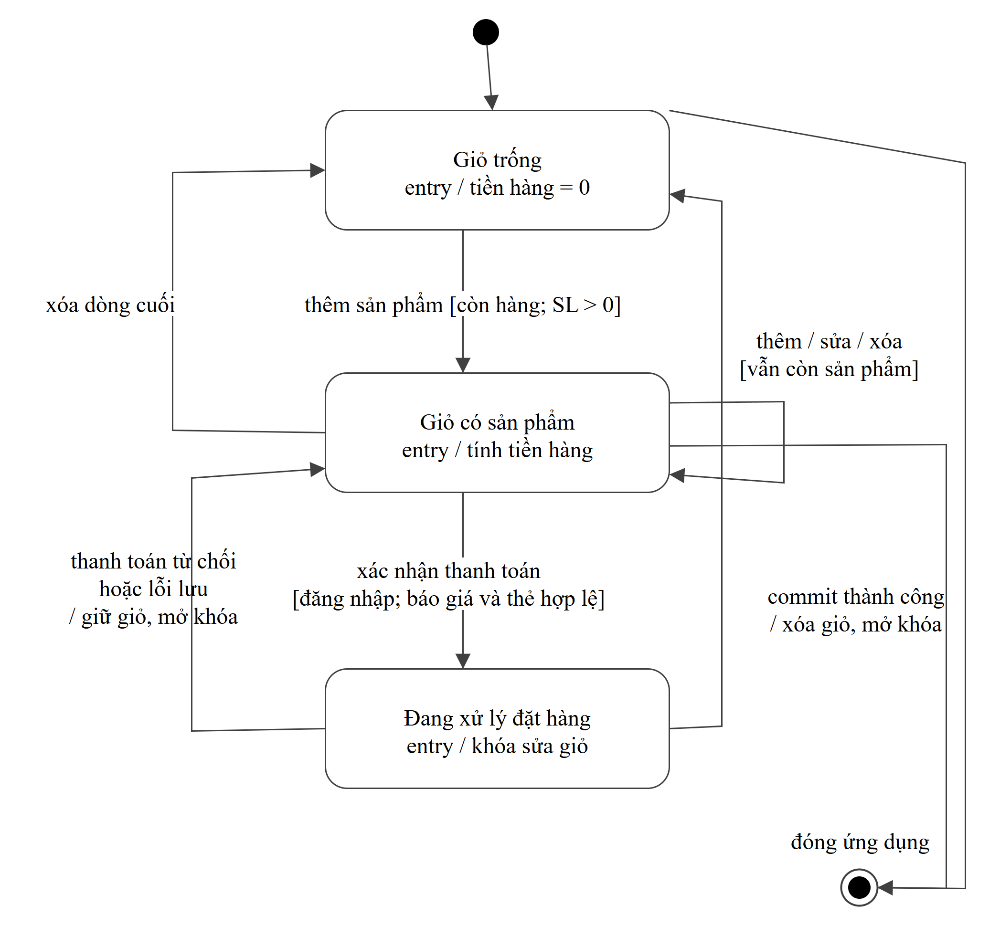 Giỏ trống
entry / tiền hàng = 0
xóa dòng cuối
thêm sản phẩm [còn hàng; SL > 0]
thêm / sửa / xóa
[vẫn còn sản phẩm]
Giỏ có sản phẩm
entry / tính tiền hàng
thanh toán từ chối
hoặc lỗi lưu
/ giữ giỏ, mở khóa
xác nhận thanh toán
[đăng nhập; báo giá và thẻ hợp lệ]
commit thành công
/ xóa giỏ, mở khóa
Đang xử lý đặt hàng
entry / khóa sửa giỏ
đóng ứng dụng